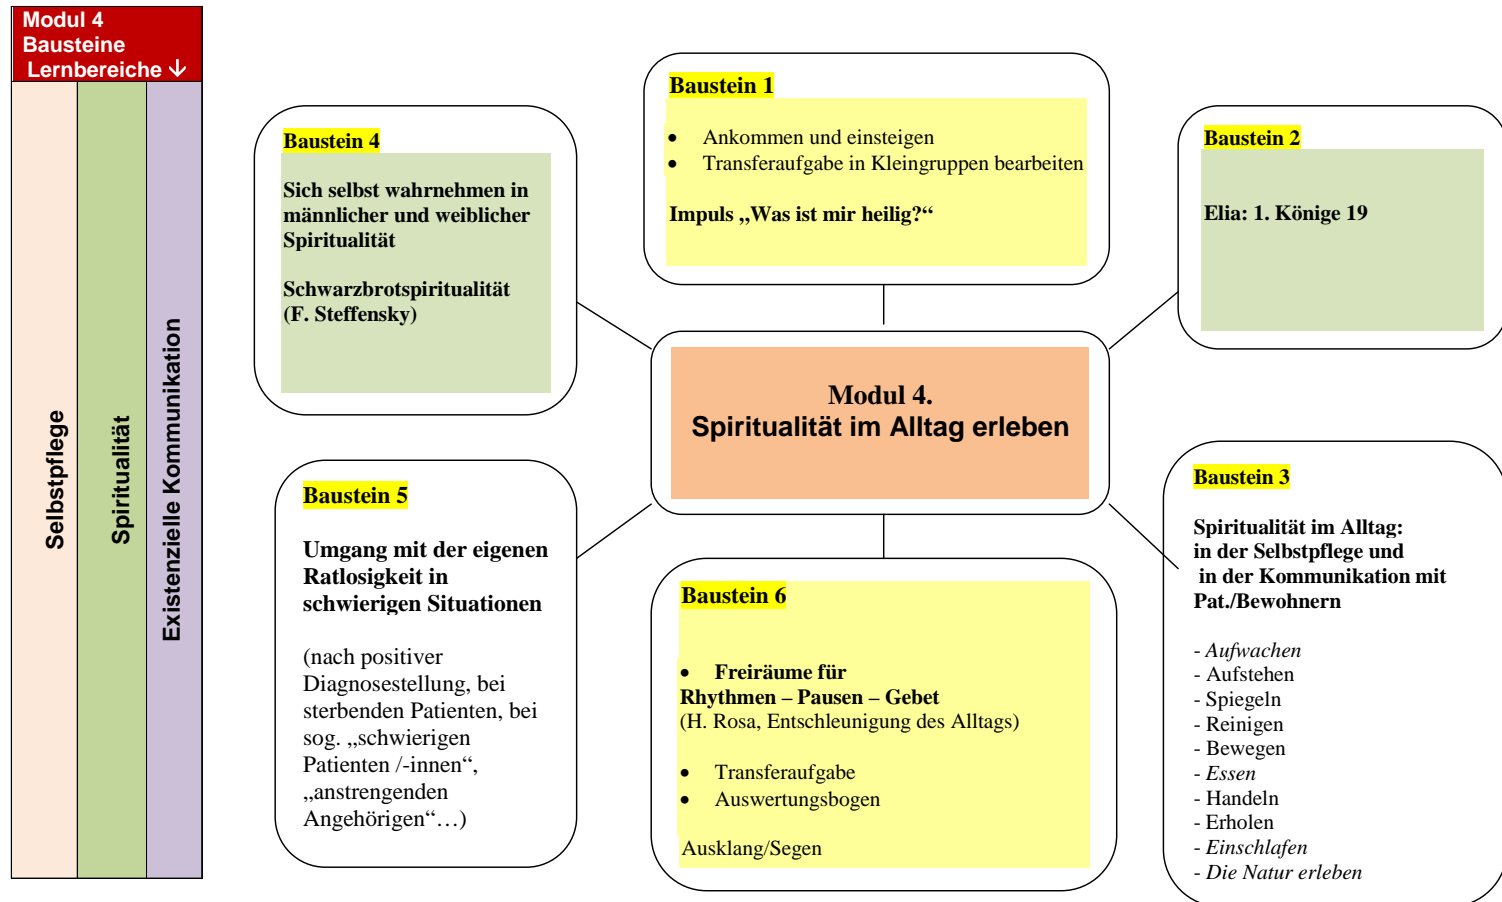 Modul 4
Bausteine
Lernbereiche ↓
Selbstpflege
Spiritualität
Existenzielle Kommunikation
Baustein 1
• Ankommen und einsteigen
• Transferaufgabe in Kleingruppen bearbeiten
Impuls „Was ist mir heilig?“
Baustein 2
Elia: 1. Könige 19
Baustein 4
Sich selbst wahrnehmen in
männlicher und weiblicher
Spiritualität
Schwarzbrotspiritualität
(F. Steffensky)
Modul 4.
Spiritualität im Alltag erleben
Baustein 3
Spiritualität im Alltag:
in der Selbstpflege und
in der Kommunikation mit
Pat./Bewohnern
- Aufwachen
- Aufstehen
- Spiegeln
- Reinigen
- Bewegen
- Essen
- Handeln
- Erholen
- Einschlafen
- Die Natur erleben
Baustein 5
Umgang mit der eigenen
Ratlosigkeit in
schwierigen Situationen
(nach positiver
Diagnosestellung, bei
sterbenden Patienten, bei
sog. „schwierigen
Patienten /-innen“,
„anstrengenden
Angehörigen“…)
Baustein 6
• Freiräume für
Rhythmen – Pausen – Gebet
(H. Rosa, Entschleunigung des Alltags)
• Transferaufgabe
• Auswertungsbogen
Ausklang/Segen